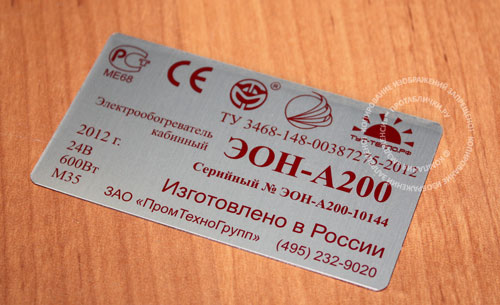 РС
МЕ68
CE
ТУ 3468-148-00387275-2012
Электрообогреватель
кабинный
ЭОН-А200
2012 г.
24В
600Вт
М35
Серийный № ЭОН-А200-10144
Изготовлено в России
ЗАО «ПромТехноГрупп»
(495) 232-9020